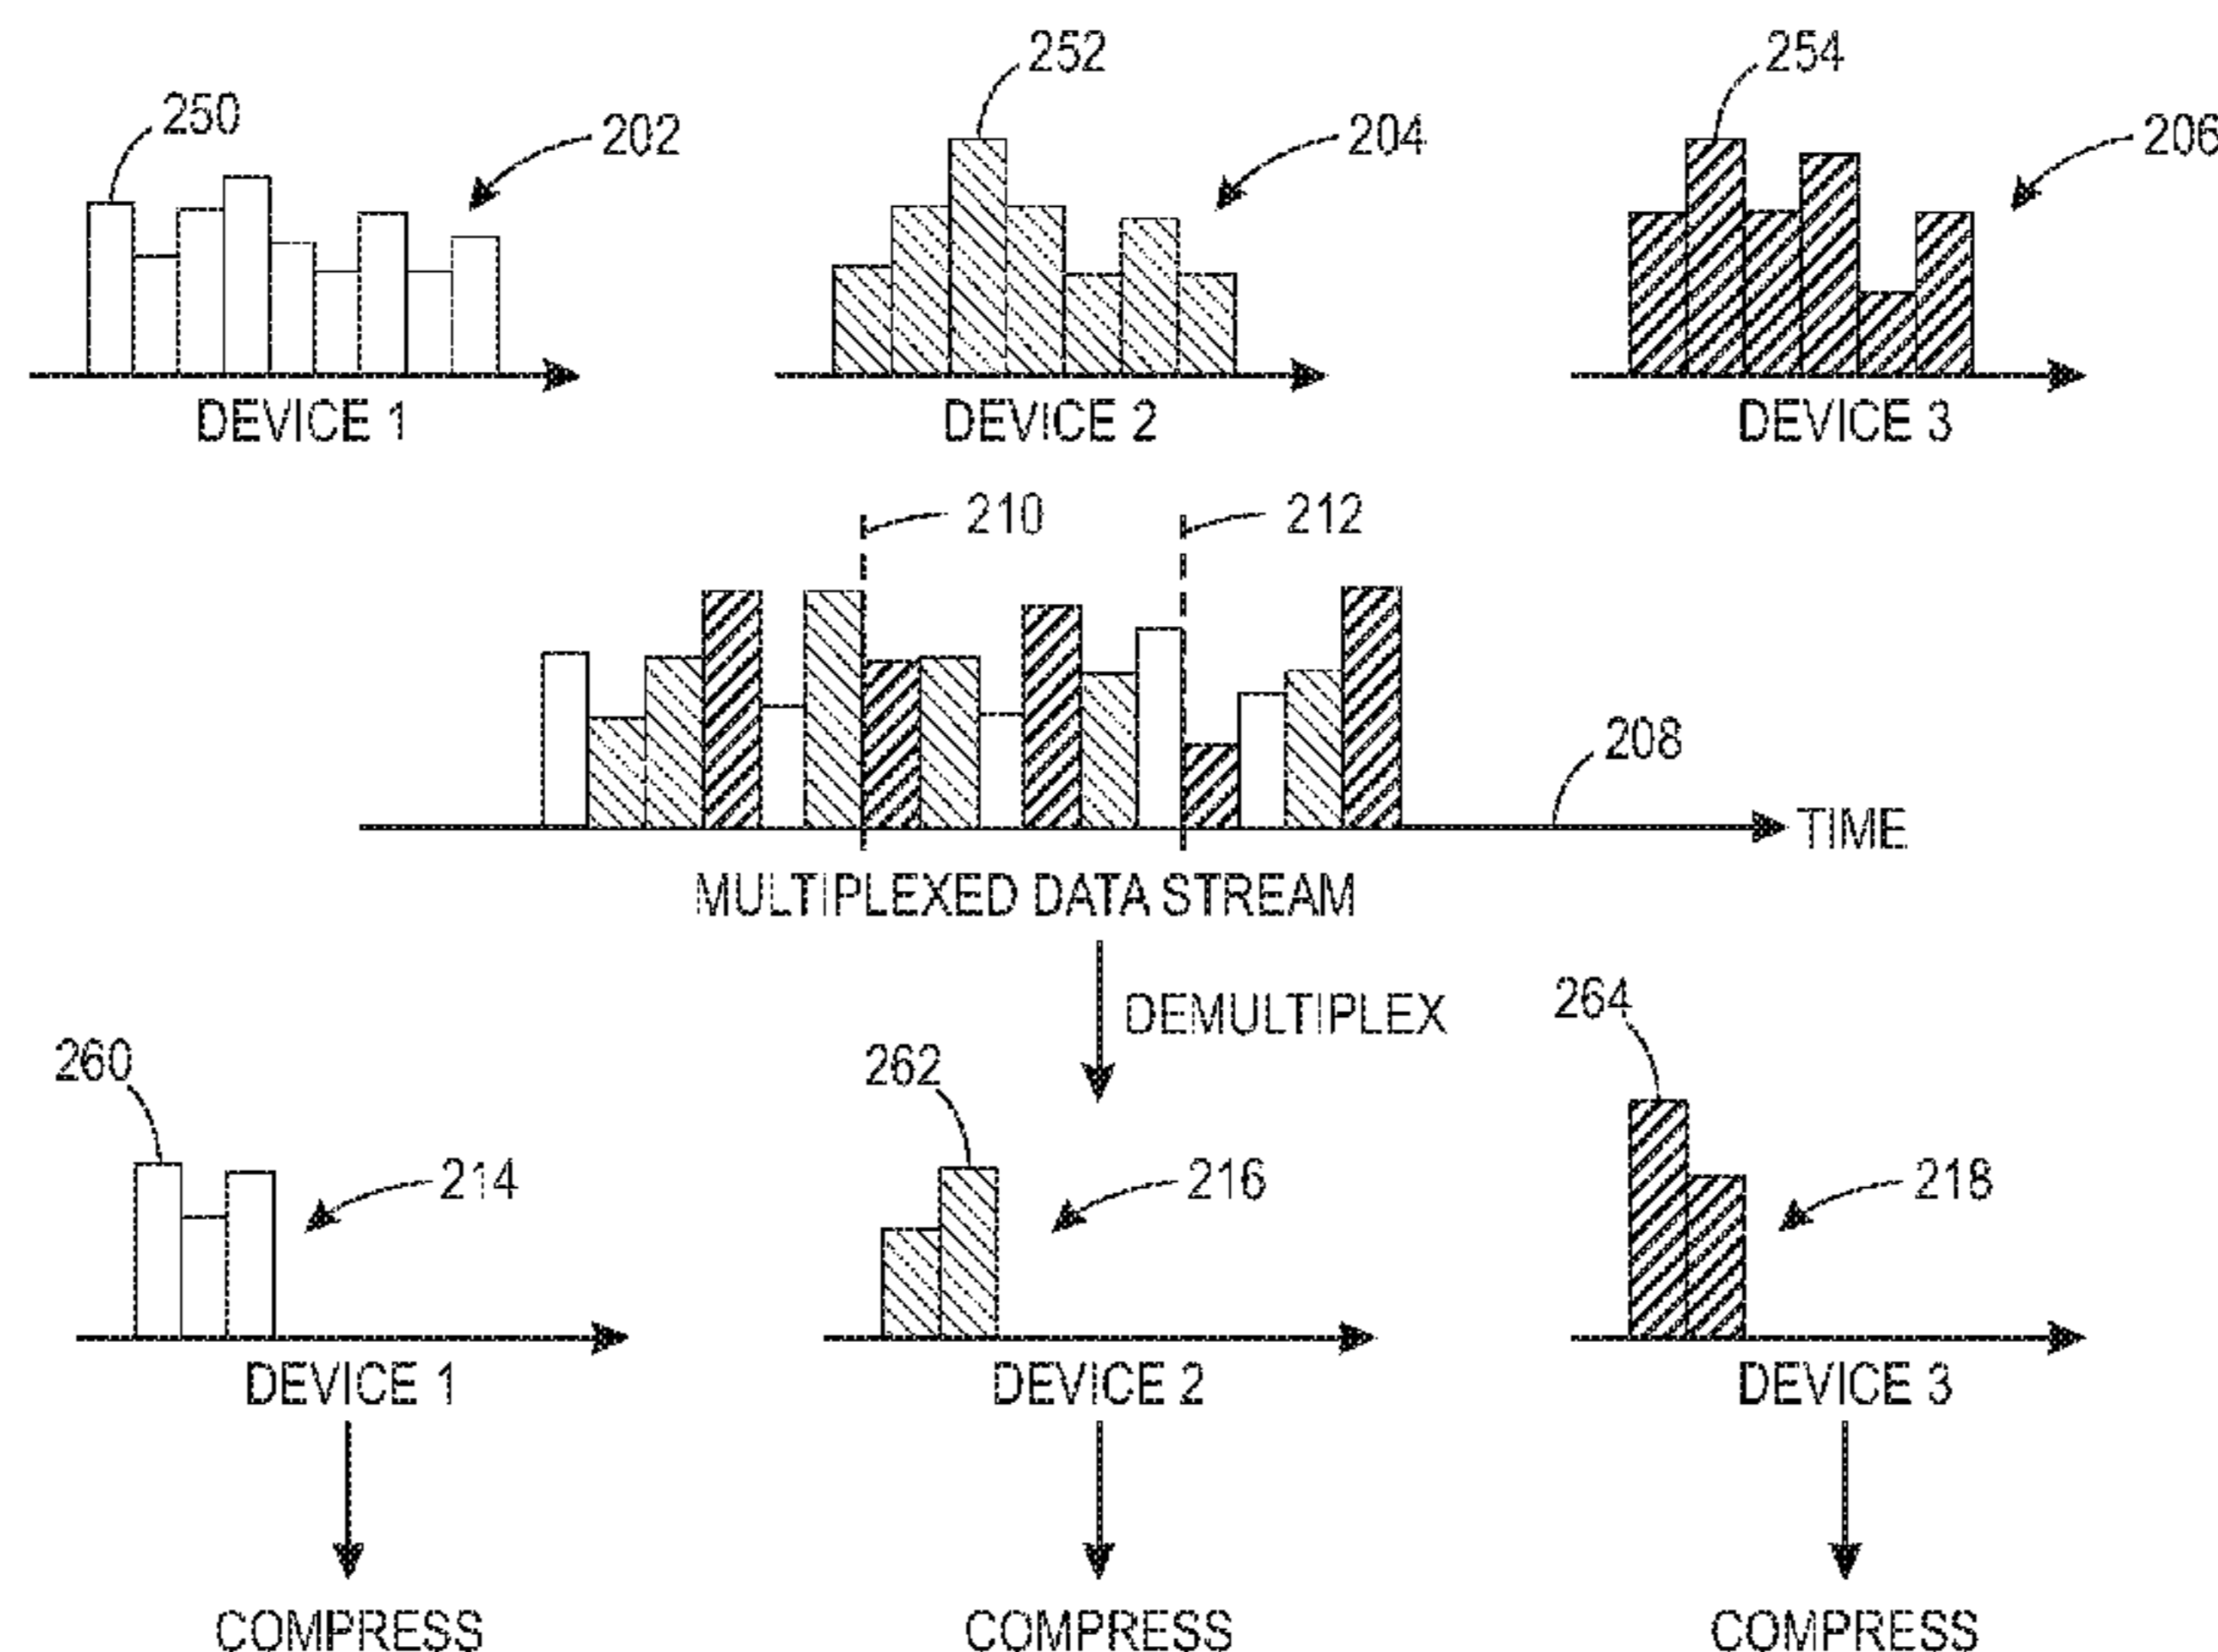 252
254
250
202
204
206
DEVICE 1
DEVICE 2
DEVICE 3
210
212
208
TIME
MULTIPLEXED DATA STREAM
DEMULTIPLEX
264
260
262
214
216
218
DEVICE 1
DEVICE 2
DEVICE 3
COMPRESS
COMPRESS
COMPRESS